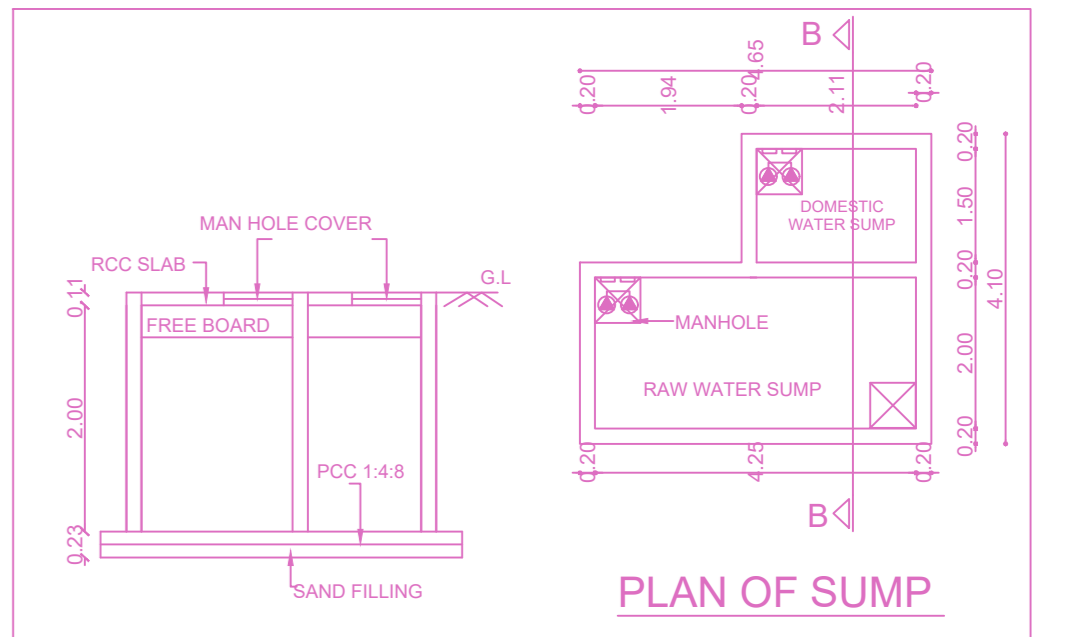 MAN HOLE COVER
RCC SLAB
G.L
0.11
FREE BOARD
2.00
PCC 1:4:8
0.23
SAND FILLING
B
4.65
0.20
1.94
0.20
2.11
0.20
0.20
DOMESTIC
WATER SUMP
1.50
0.20
4.10
MANHOLE
2.00
RAW WATER SUMP
0.20
0.20
4.25
0.20
B
PLAN OF SUMP